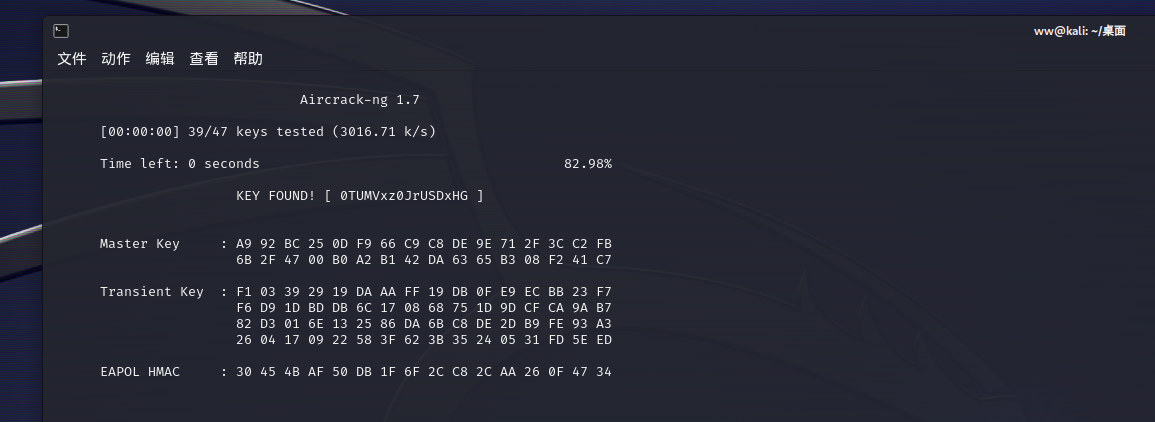 ww@kali: ~/桌面
文件 动作 编辑 查看 帮助
Aircrack-ng 1.7
[00:00:00] 39/47 keys tested (3016.71 k/s)
Time left: 0 seconds 82.98%
KEY FOUND! [ 0TUMVxz0JrUSDxHG ]
Master Key : A9 92 BC 25 0D F9 66 C9 C8 DE 9E 71 2F 3C C2 FB
6B 2F 47 00 B0 A2 B1 42 DA 63 65 B3 08 F2 41 C7
Transient Key : F1 03 39 29 19 DA AA FF 19 DB 0F E9 EC BB 23 F7
F6 D9 1D BD DB 6C 17 08 68 75 1D 9D CF CA 9A B7
82 D3 01 6E 13 25 86 DA 6B C8 DE 2D B9 FE 93 A3
26 04 17 09 22 58 3F 62 3B 35 24 05 31 FD 5E ED
EAPOL HMAC : 30 45 4B AF 50 DB 1F 6F 2C C8 2C AA 26 0F 47 34